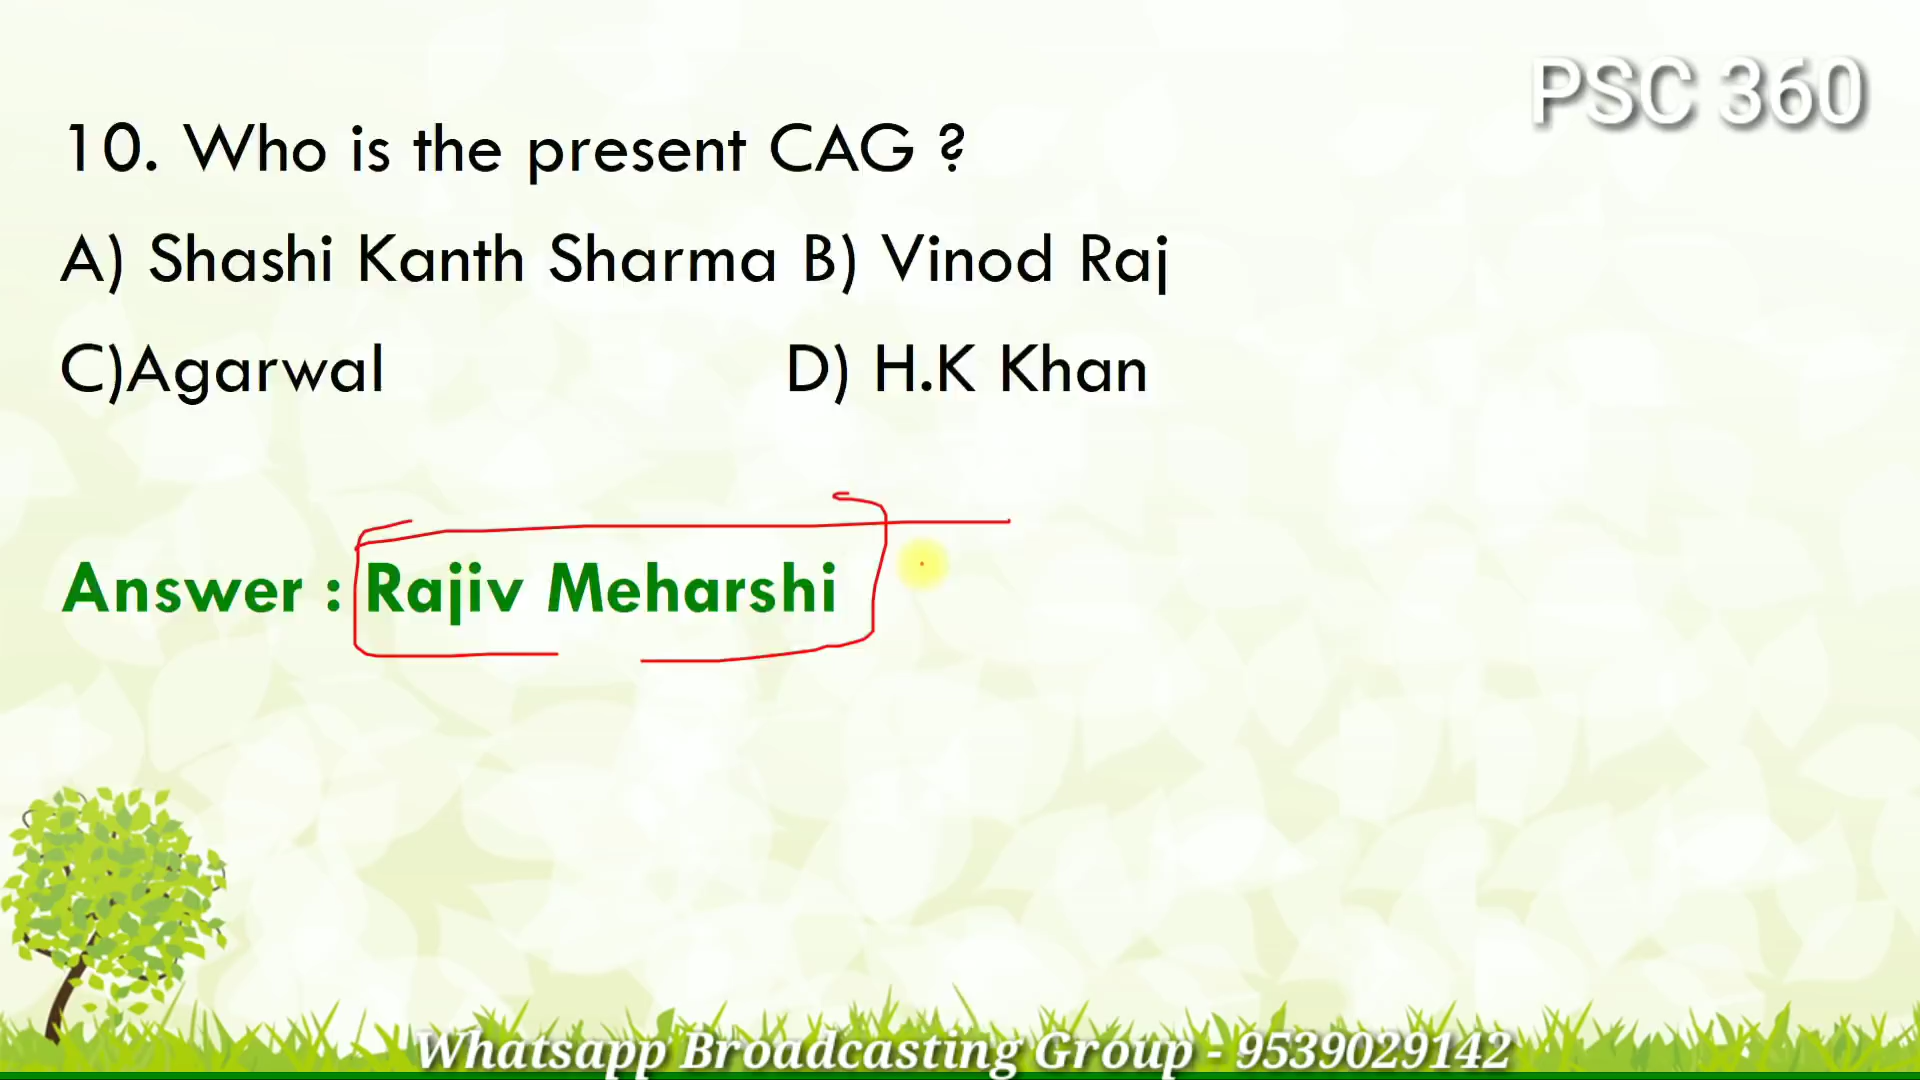 PSC 360
10. Who is the present CAG ?
A) Shashi Kanth Sharma B) Vinod Raj
C)Agarwal D) H.K Khan
Answer : Rajiv Meharshi
Whatsapp Broadcasting Group - 9539029142